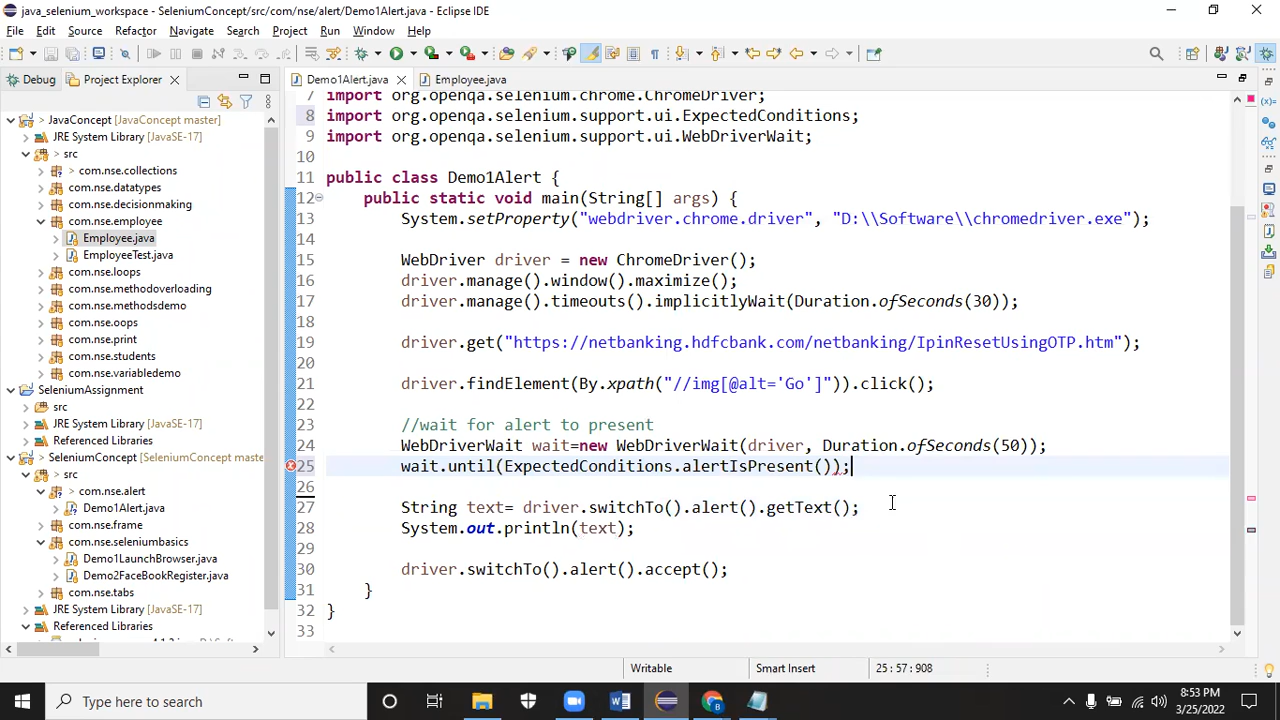 java_selenium_workspace - SeleniumConcept/src/com/nse/alert/Demo1Alert.java - Eclipse IDE
File Edit Source Refactor Navigate Search Project Run Window Help
Debug Project Explorer
Demo1Alert.java Employee.java
JavaConcept [JavaConcept master]
JRE System Library [JavaSE-17]
> src
> com.nse.collections
com.nse.datatypes
com.nse.decisionmaking
com.nse.employee
Employee.java
EmployeeTest.java
com.nse.loops
com.nse.methodoverloading
com.nse.methodsdemo
com.nse.oops
com.nse.print
com.nse.students
com.nse.variabledemo
SeleniumAssignment
src
JRE System Library [JavaSE-17]
Referenced Libraries
> SeleniumConcept [SeleniumConcept maste
> src
> com.nse.alert
> Demo1Alert.java
com.nse.frame
com.nse.seleniumbasics
Demo1LaunchBrowser.java
Demo2FaceBookRegister.java
com.nse.tabs
JRE System Library [JavaSE-17]
Referenced Libraries
7 import org.openqa.selenium.chrome.ChromeDriver;
8 import org.openqa.selenium.support.ui.ExpectedConditions;
9 import org.openqa.selenium.support.ui.WebDriverWait;
10
11 public class Demo1Alert {
12 public static void main(String[] args) {
13 System.setProperty("webdriver.chrome.driver", "D:\\Software\\chromedriver.exe");
14
15 WebDriver driver = new ChromeDriver();
16 driver.manage().window().maximize();
17 driver.manage().timeouts().implicitlyWait(Duration.ofSeconds(30));
18
19 driver.get("https://netbanking.hdfcbank.com/netbanking/IpinResetUsingOTP.htm");
20
21 driver.findElement(By.xpath("//img[@alt='Go']")).click();
22
23 //wait for alert to present
24 WebDriverWait wait=new WebDriverWait(driver, Duration.ofSeconds(50));
25 wait.until(ExpectedConditions.alertIsPresent());
26
27 String text= driver.switchTo().alert().getText();
28 System.out.println(text);
29
30 driver.switchTo().alert().accept();
31 }
32 }
33
Writable Smart Insert 25 : 57 : 908
Type here to search
8:53 PM
3/25/2022